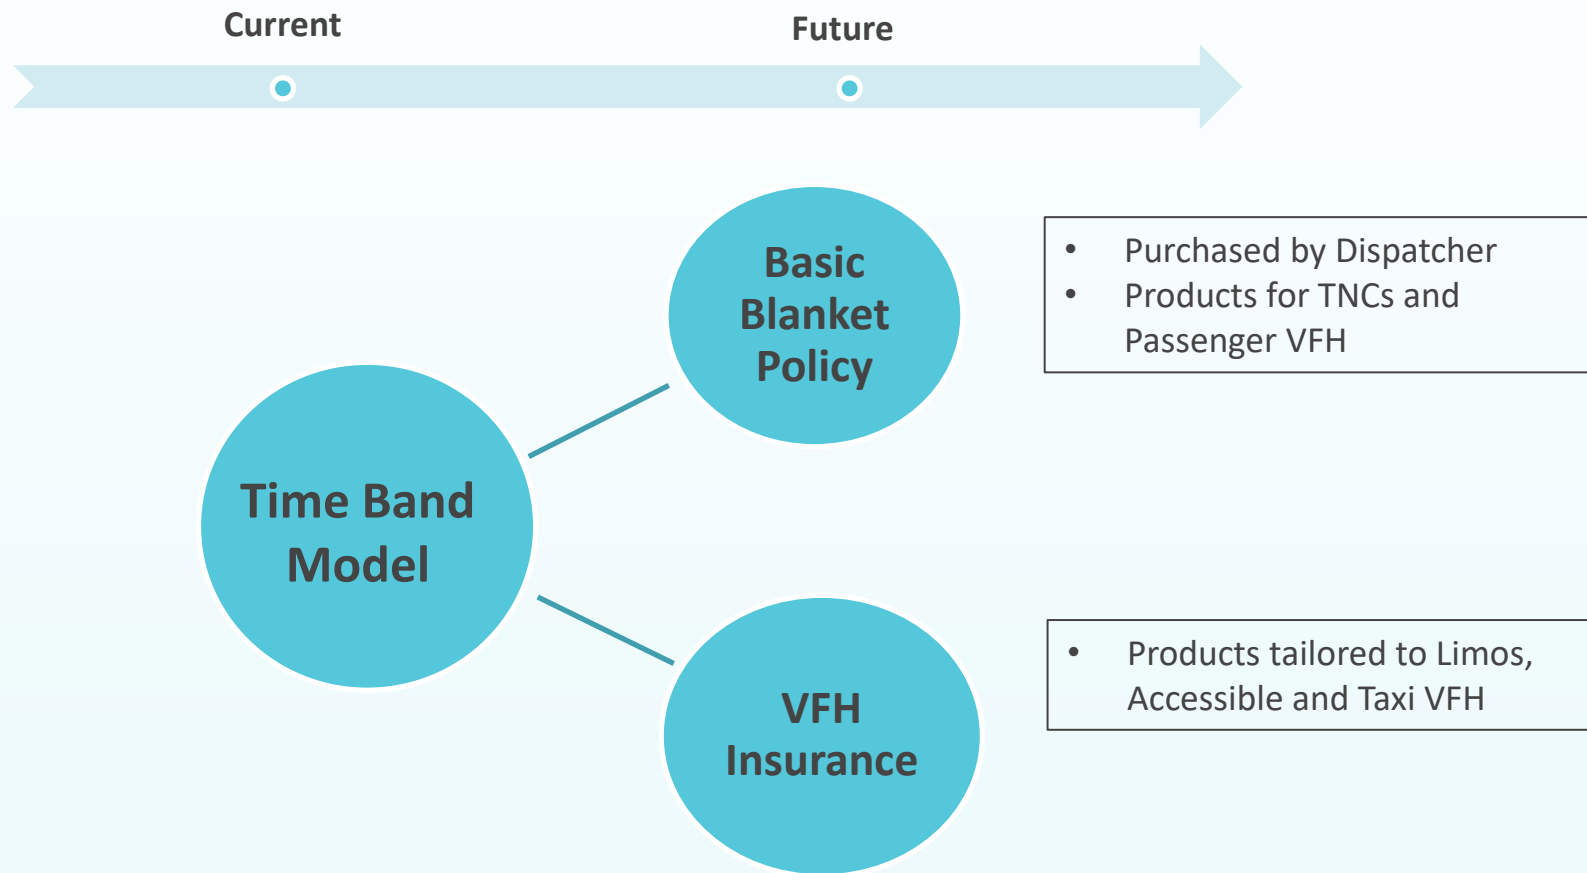 Current
Future
Basic
Blanket
Policy
• Purchased by Dispatcher
• Products for TNCs and
Passenger VFH
Time Band
Model
• Products tailored to Limos,
Accessible and Taxi VFH
VFH
Insurance